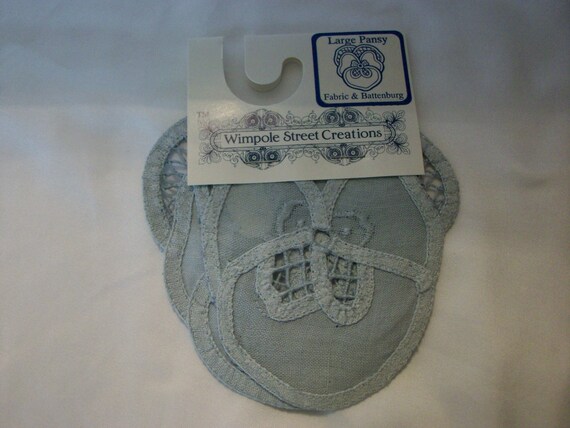 Large Pansy
Fabric & Battenburg
TM
Wimpole Street Creations